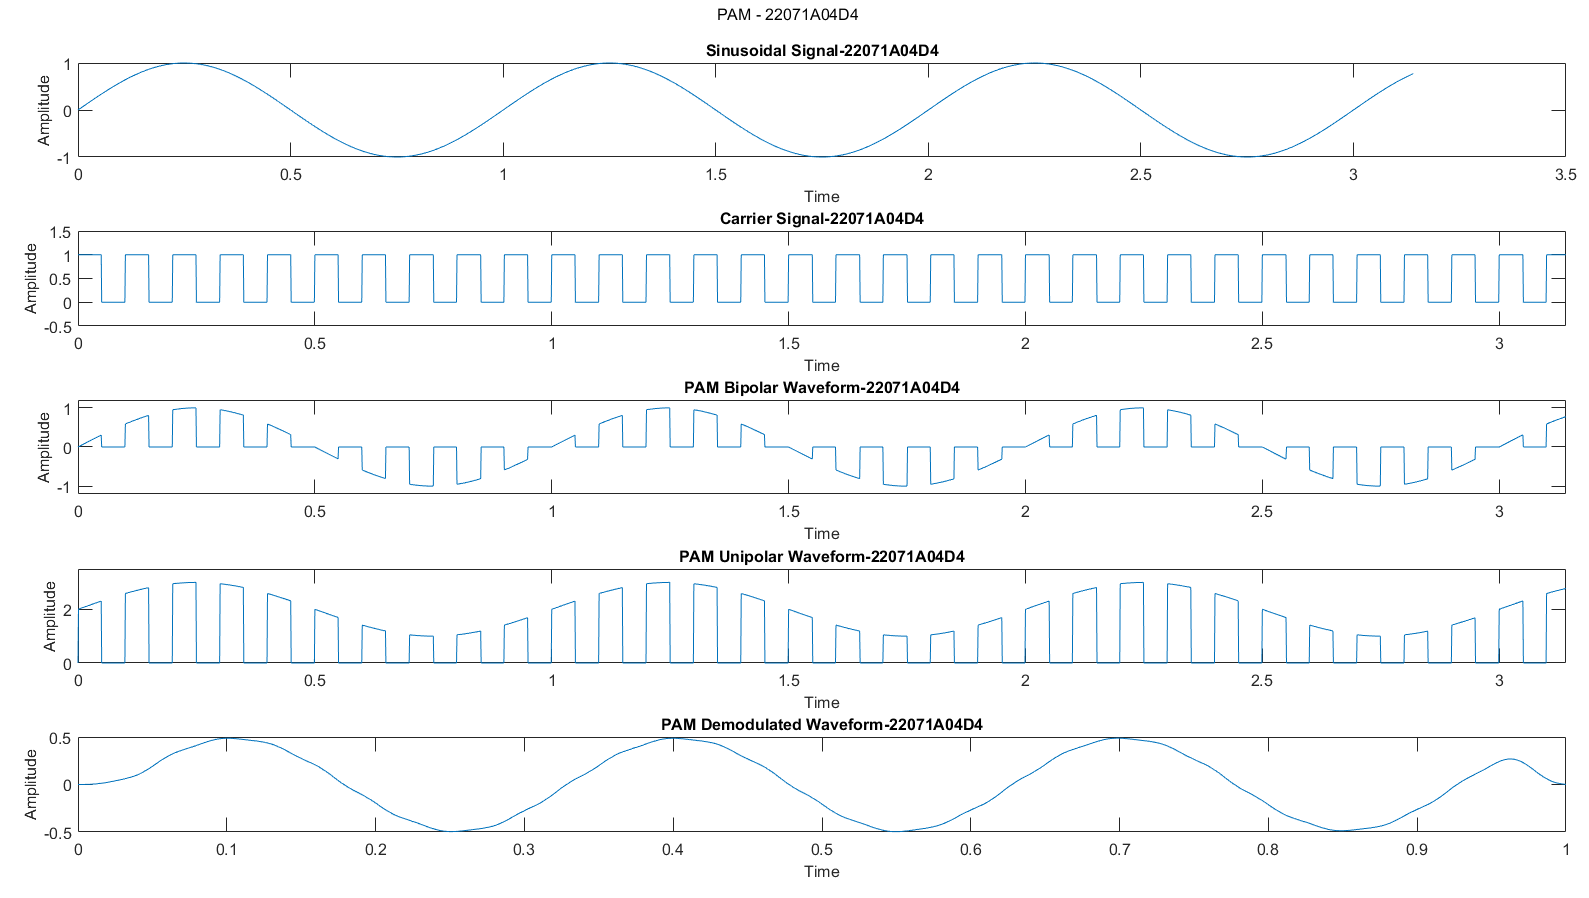 PAM - 22071A04D4
Sinusoidal Signal-22071A04D4
Amplitude
1
0
-1
0 0.5 1 1.5 2 2.5 3 3.5
Time
Carrier Signal-22071A04D4
Amplitude
1.5
1
0.5
0
-0.5
0 0.5 1 1.5 2 2.5 3
Time
PAM Bipolar Waveform-22071A04D4
Amplitude
1
0
-1
0 0.5 1 1.5 2 2.5 3
Time
PAM Unipolar Waveform-22071A04D4
Amplitude
2
0
0 0.5 1 1.5 2 2.5 3
Time
PAM Demodulated Waveform-22071A04D4
Amplitude
0.5
0
-0.5
0 0.1 0.2 0.3 0.4 0.5 0.6 0.7 0.8 0.9 1
Time